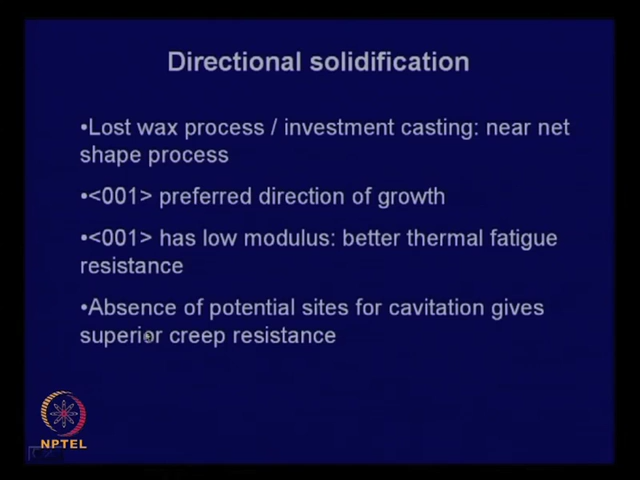 Directional solidification
•Lost wax process / investment casting: near net
shape process
•<001> preferred direction of growth
•<001> has low modulus: better thermal fatigue
resistance
•Absence of potential sites for cavitation gives
superior creep resistance
NPTEL